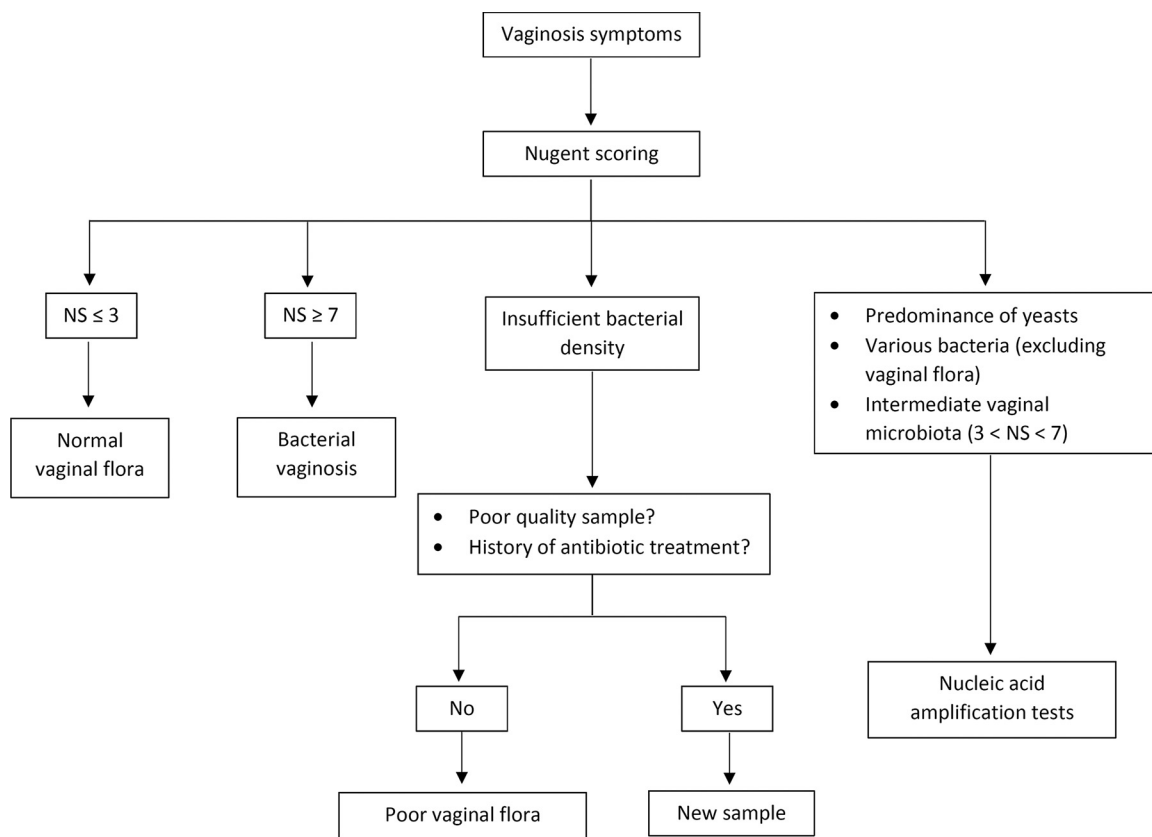 Vaginosis symptoms
Nugent scoring
NS ≤ 3
NS ≥ 7
Insufficient bacterial
density
• Predominance of yeasts
• Various bacteria (excluding
vaginal flora)
• Intermediate vaginal
microbiota (3 < NS < 7)
Normal
vaginal flora
Bacterial
vaginosis
• Poor quality sample?
• History of antibiotic treatment?
No
Yes
Nucleic acid
amplification tests
Poor vaginal flora
New sample